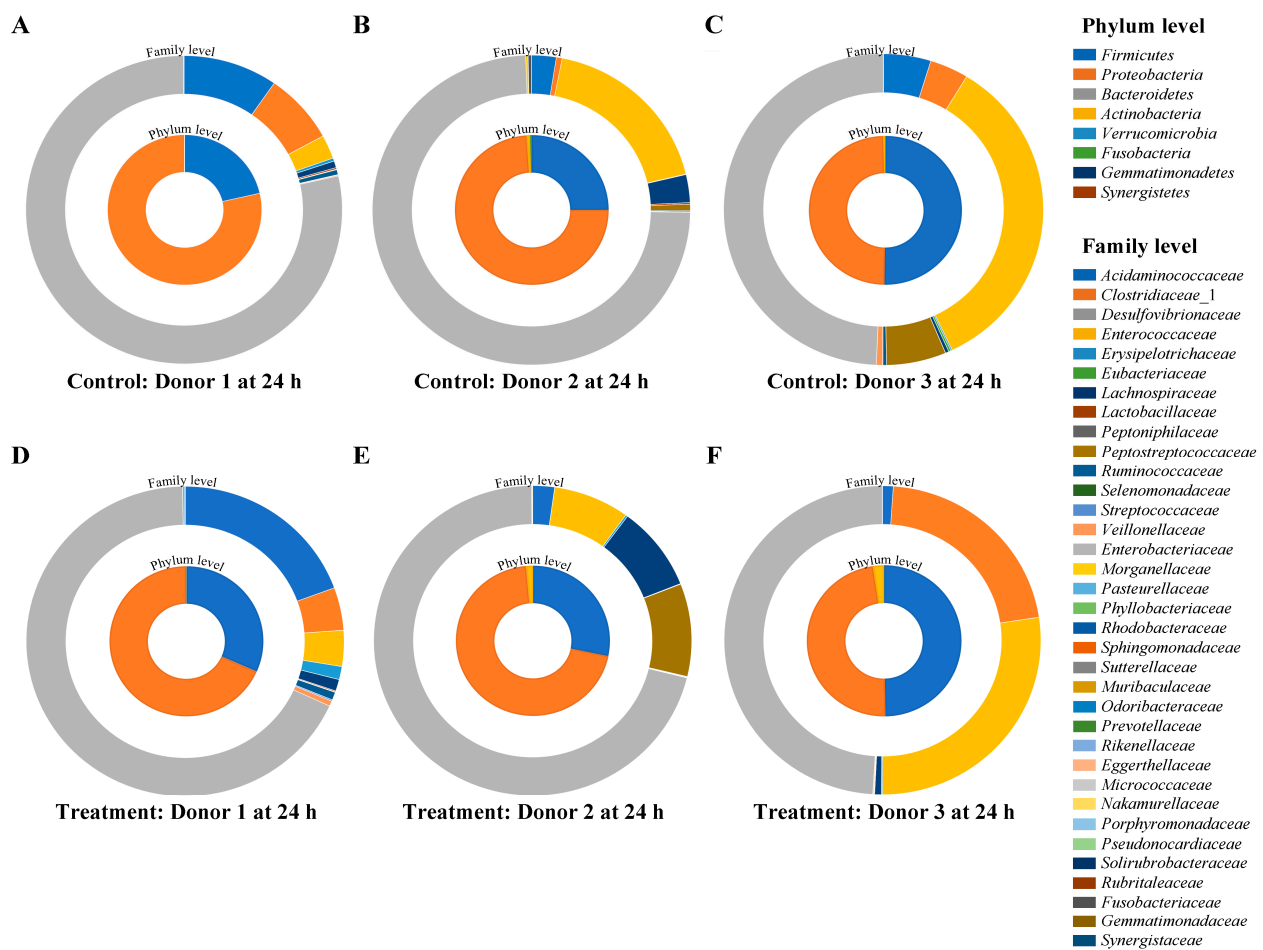 A
B
C
Family level
Phylum level
Control: Donor 1 at 24 h
Family level
Phylum level
Control: Donor 2 at 24 h
Family level
Phylum level
Control: Donor 3 at 24 h
D
E
F
Family level
Phylum level
Treatment: Donor 1 at 24 h
Family level
Phylum level
Treatment: Donor 2 at 24 h
Family level
Phylum level
Treatment: Donor 3 at 24 h
Phylum level
Firmicutes
Proteobacteria
Bacteroidetes
Actinobacteria
Verrucomicrobia
Fusobacteria
Gemmatimonadetes
Synergistetes
Family level
Acidaminococcaceae
Clostridiaceae_1
Desulfovibrionaceae
Enterococcaceae
Erysipelotrichaceae
Eubacteriaceae
Lachnospiraceae
Lactobacillaceae
Peptoniphilaceae
Peptostreptococcaceae
Ruminococcaceae
Selenomonadaceae
Streptococcaceae
Veillonellaceae
Enterobacteriaceae
Morganellaceae
Pasteurellaceae
Phyllobacteriaceae
Rhodobacteraceae
Sphingomonadaceae
Sutterellaceae
Muribaculaceae
Odoribacteraceae
Prevotellaceae
Rikenellaceae
Eggerthellaceae
Micrococcaceae
Nakamurellaceae
Porphyromonadaceae
Pseudonocardiaceae
Solirubrobacteraceae
Rubritaleaceae
Fusobacteriaceae
Gemmatimonadaceae
Synergistaceae